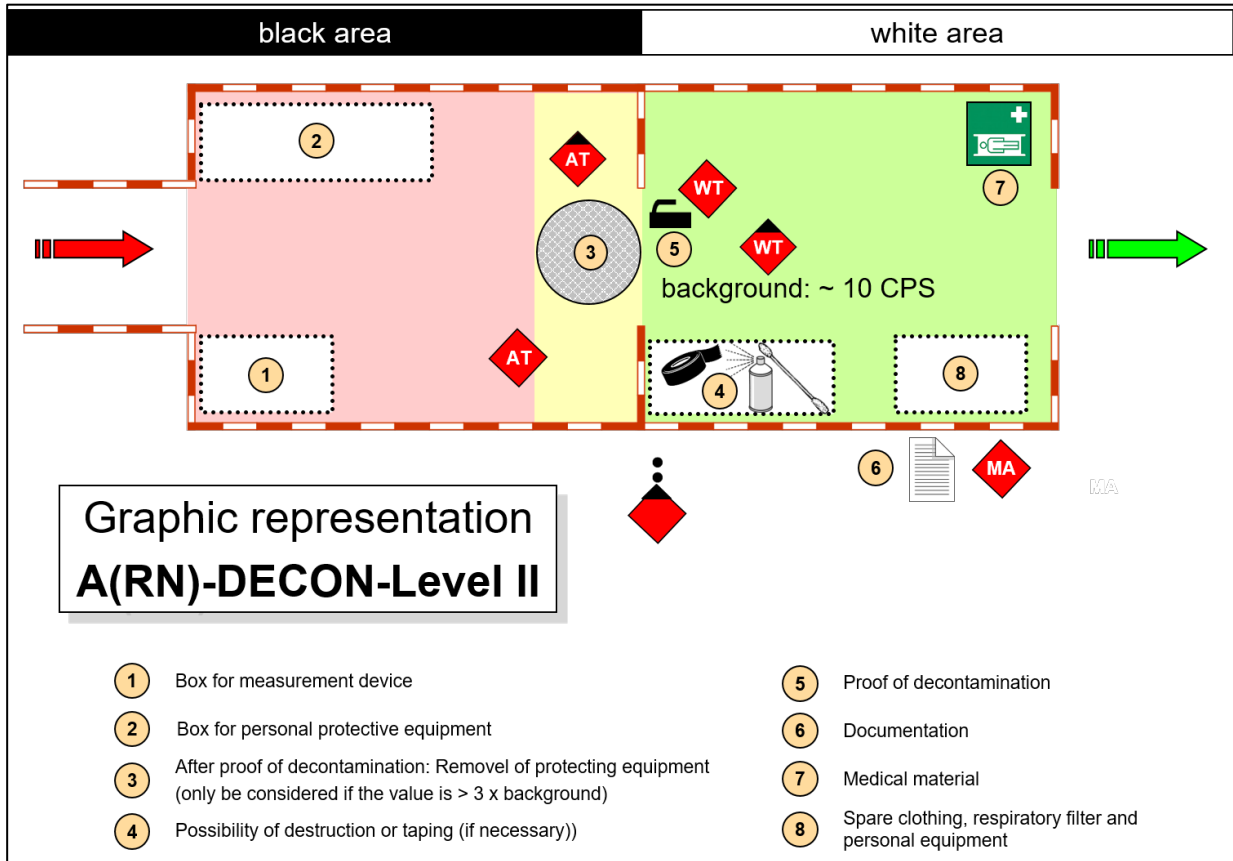 black area
white area
2
AT
WT
7
3
5
WT
background: ~ 10 CPS
1
AT
4
8
6
MA
MA
Graphic representation
A(RN)-DECON-Level II
1 Box for measurement device
2 Box for personal protective equipment
3 After proof of decontamination: Removel of protecting equipment
(only be considered if the value is > 3 x background)
4 Possibility of destruction or taping (if necessary))
5 Proof of decontamination
6 Documentation
7 Medical material
8 Spare clothing, respiratory filter and
personal equipment